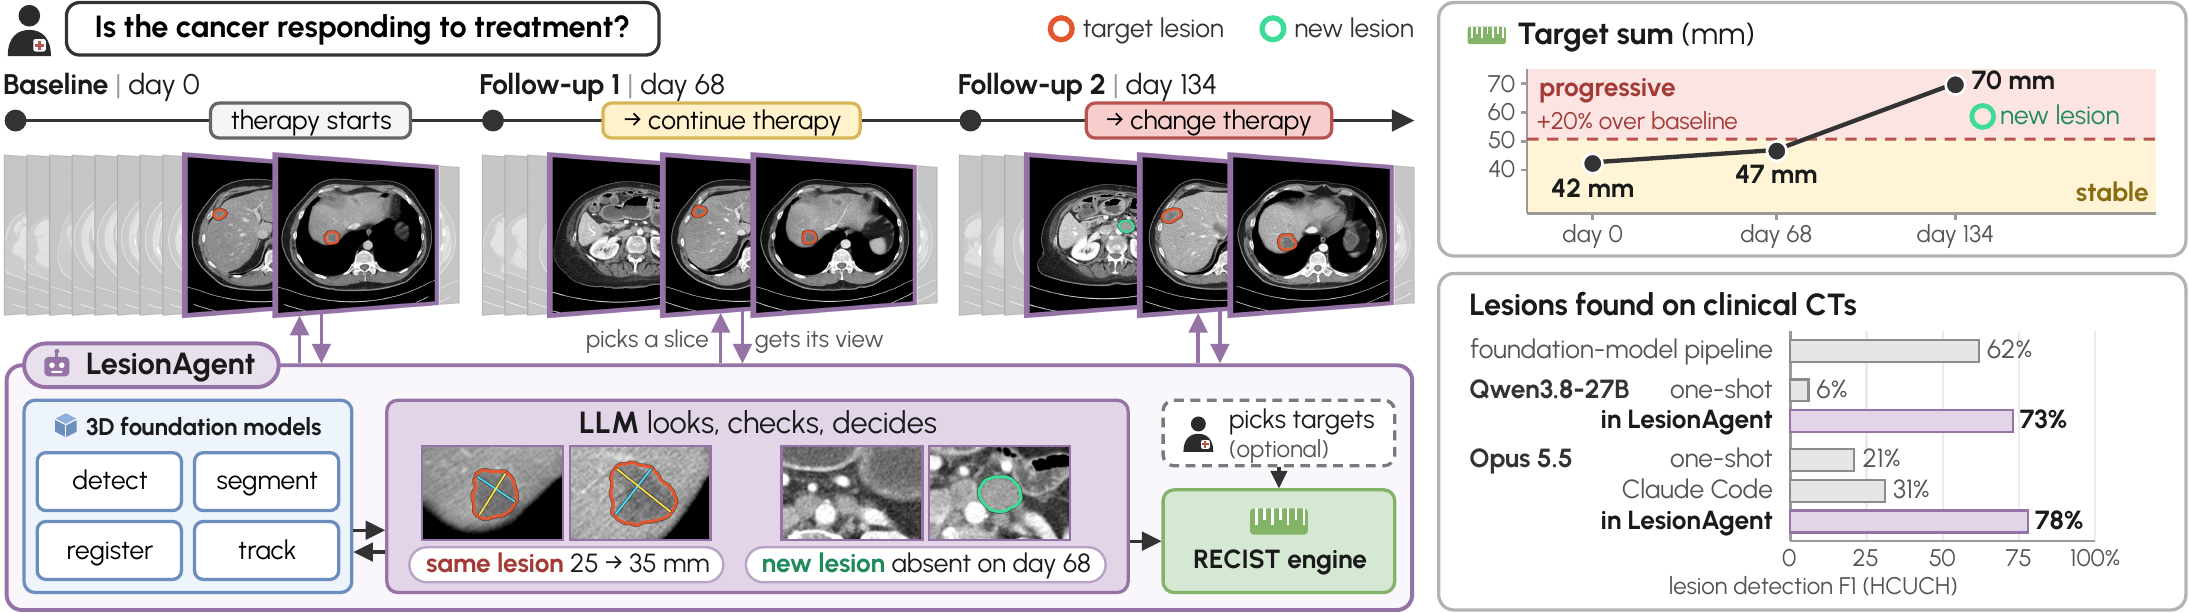 Is the cancer responding to treatment?
target lesion
new lesion
Baseline | day 0
Follow-up 1 | day 68
Follow-up 2 | day 134
therapy starts
→ continue therapy
→ change therapy
picks a slice
gets its view
LesionAgent
3D foundation models
detect
segment
register
track
LLM looks, checks, decides
same lesion 25 → 35 mm
new lesion absent on day 68
picks targets
(optional)
RECIST engine
Target sum (mm)
70
60
50
40
progressive
+20% over baseline
70 mm
new lesion
42 mm
47 mm
stable
day 0
day 68
day 134
Lesions found on clinical CTs
foundation-model pipeline 62%
Qwen3.8-27B one-shot 6%
in LesionAgent 73%
Opus 5.5 one-shot 21%
Claude Code 31%
in LesionAgent 78%
0 25 50 75 100%
lesion detection F1 (HCUCH)